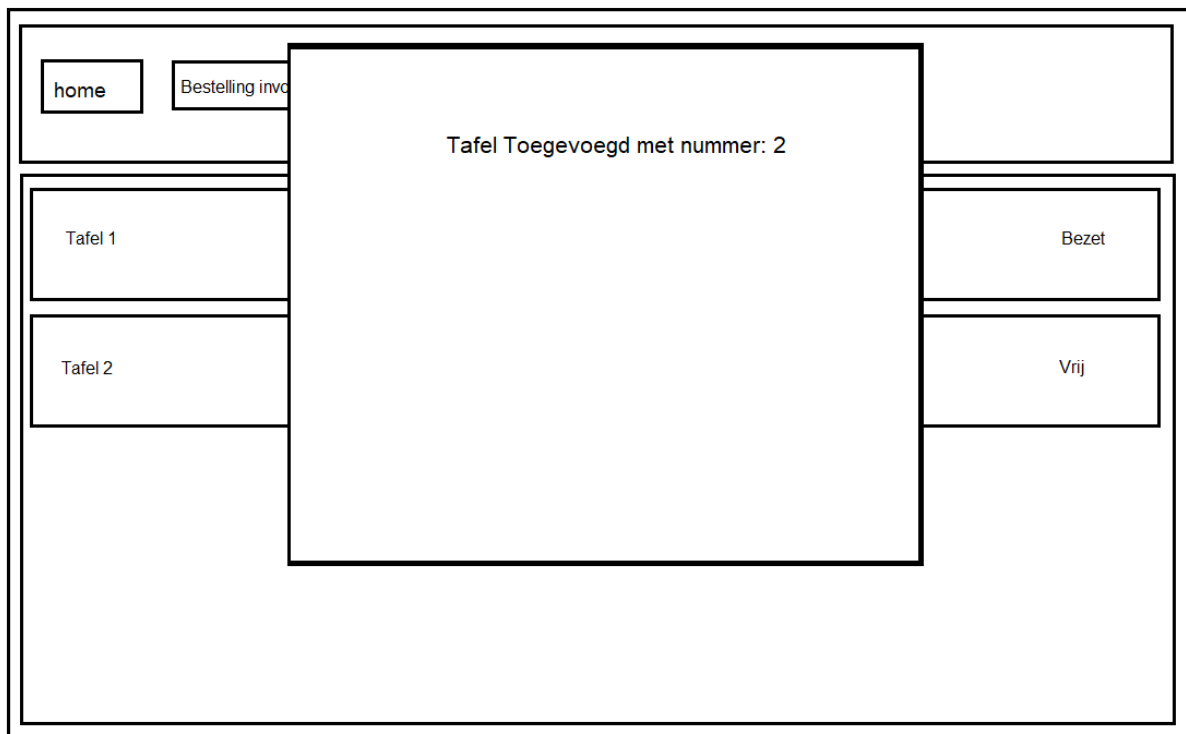 home
Bestelling invo
Tafel Toegevoegd met nummer: 2
Tafel 1
Bezet
Tafel 2
Vrij